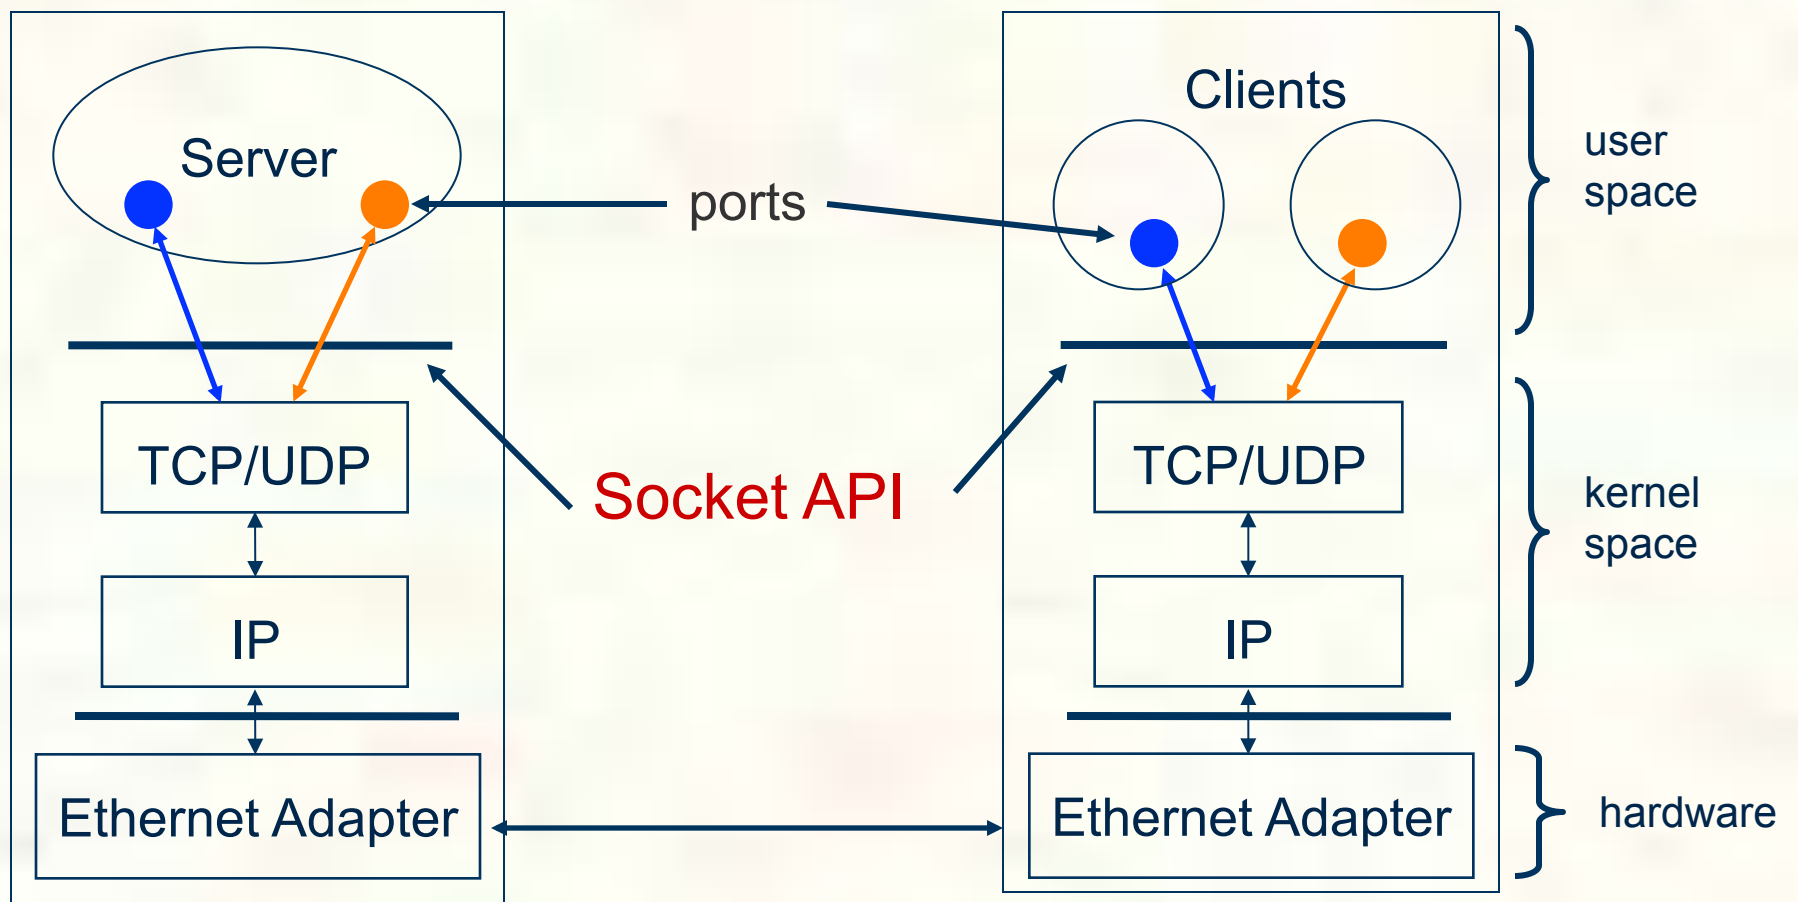 Server
ports
Clients
user
space
TCP/UDP
Socket API
TCP/UDP
kernel
space
IP
IP
Ethernet Adapter
Ethernet Adapter
hardware